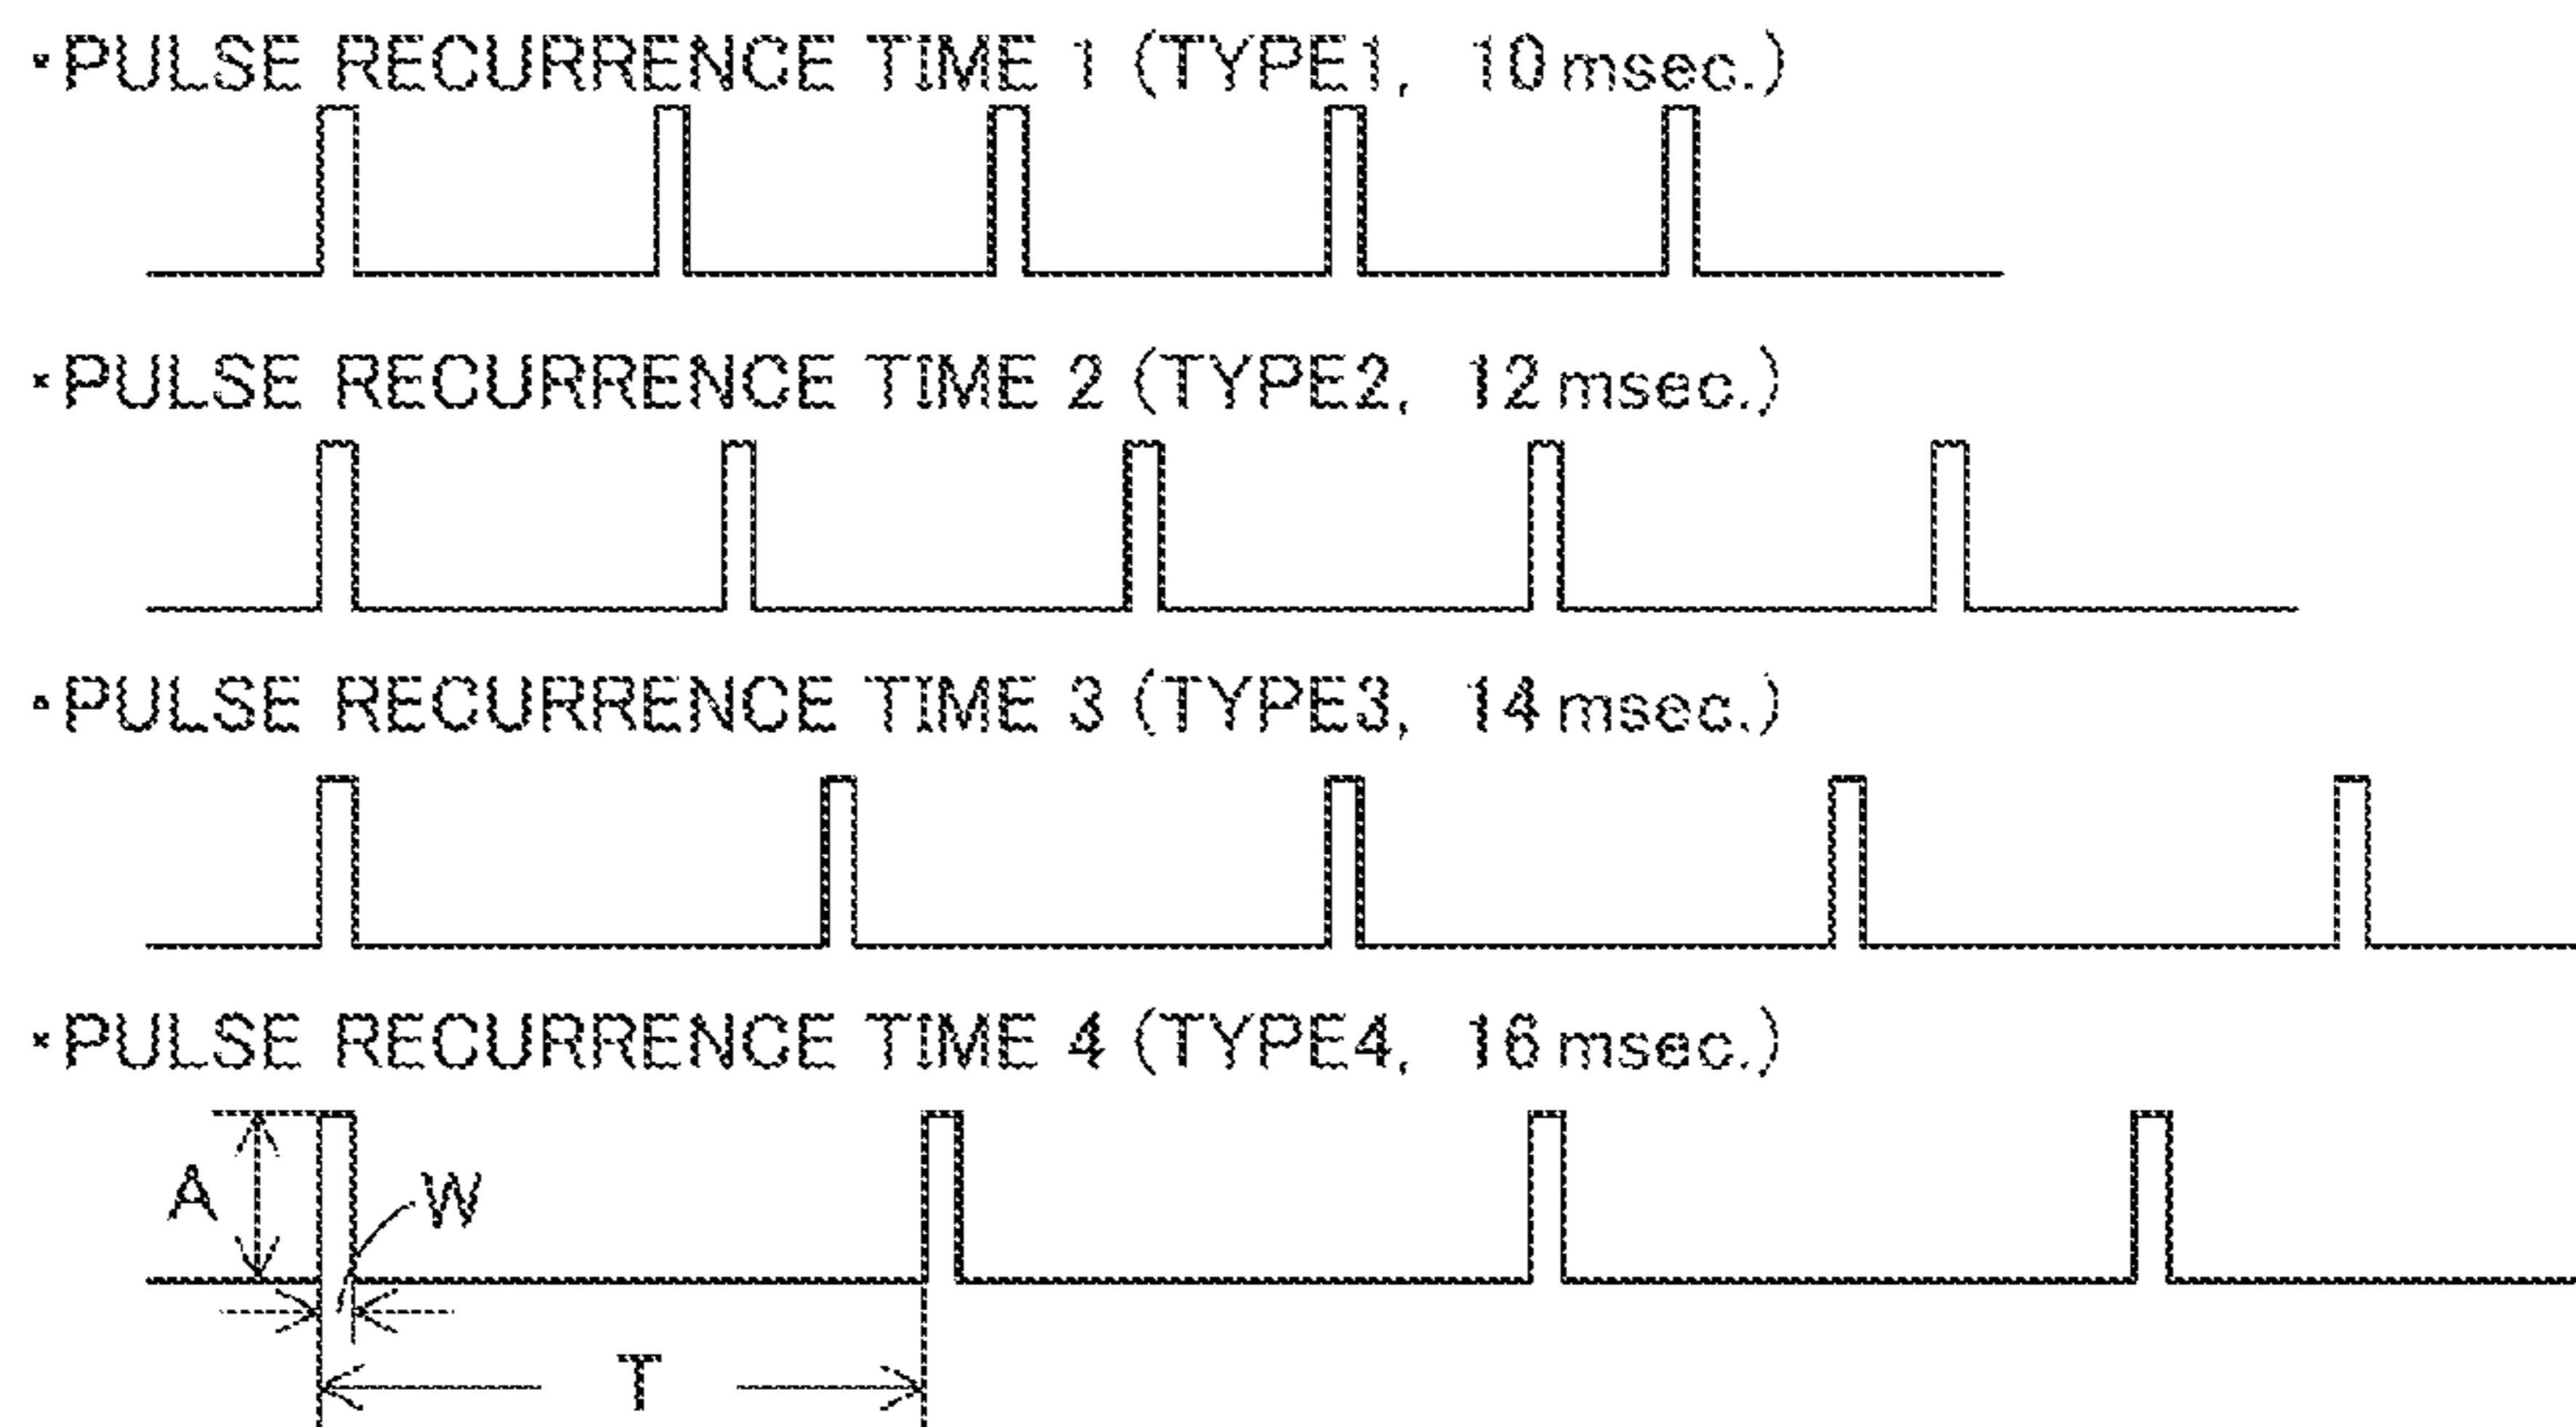 ・PULSE RECURRENCE TIME 1 (TYPE1, 10msec.)
・PULSE RECURRENCE TIME 2 (TYPE2, 12msec.)
・PULSE RECURRENCE TIME 3 (TYPE3, 14msec.)
・PULSE RECURRENCE TIME 4 (TYPE4, 16msec.)
A
W
T